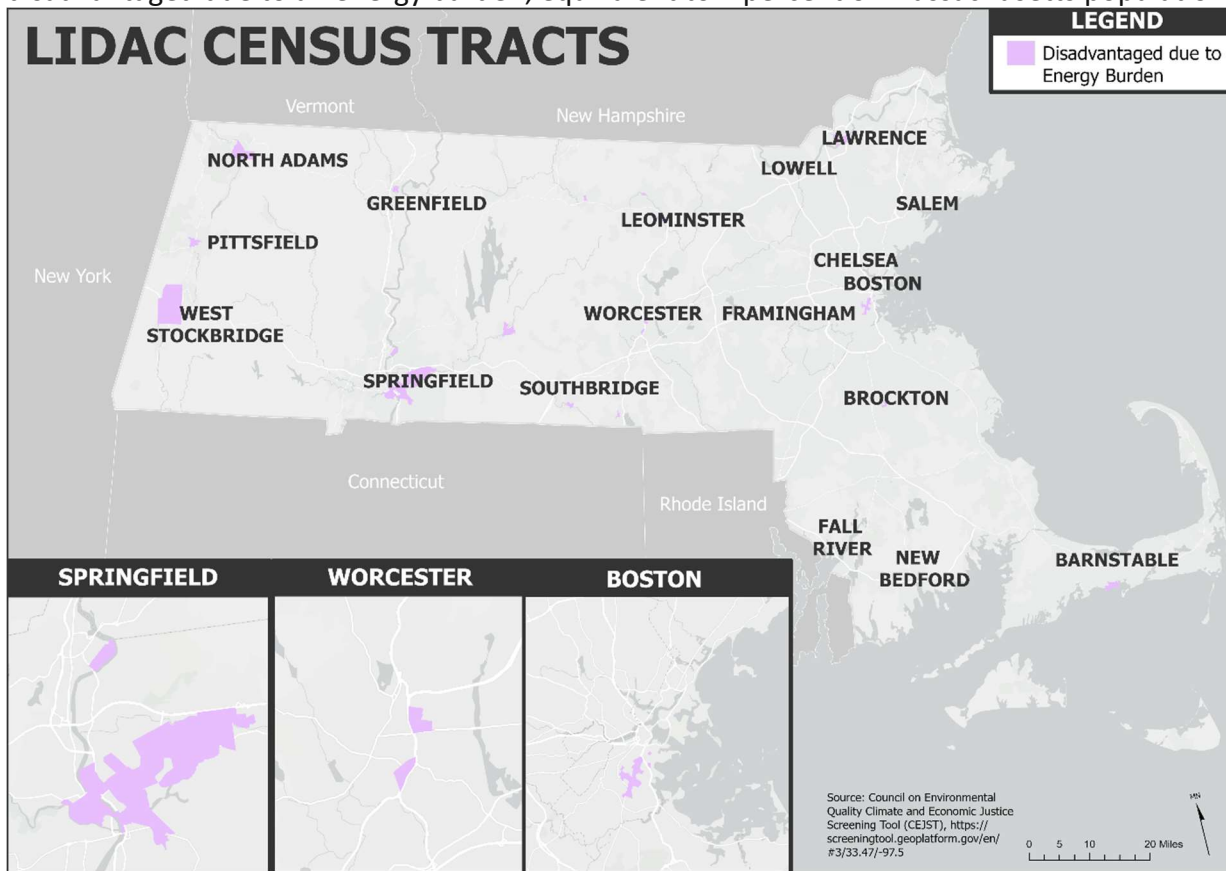 LIDAC CENSUS TRACTS
LEGEND
Disadvantaged due to
Energy Burden
Vermont
New Hampshire
NORTH ADAMS
LAWRENCE
LOWELL
GREENFIELD
LEOMINSTER
SALEM
PITTSFIELD
CHELSEA
BOSTON
New York
WEST
STOCKBRIDGE
WORCESTER
FRAMINGHAM
SPRINGFIELD
SOUTHBRIDGE
BROCKTON
Connecticut
Rhode Island
FALL
RIVER
NEW
BEDFORD
BARNSTABLE
SPRINGFIELD
WORCESTER
BOSTON
Source: Council on Environmental
Quality Climate and Economic Justice
Screening Tool (CEJST), https://
screeningtool.geoplatform.gov/en/
#3/33.47/-97.5
MN
0 5 10 20 Miles